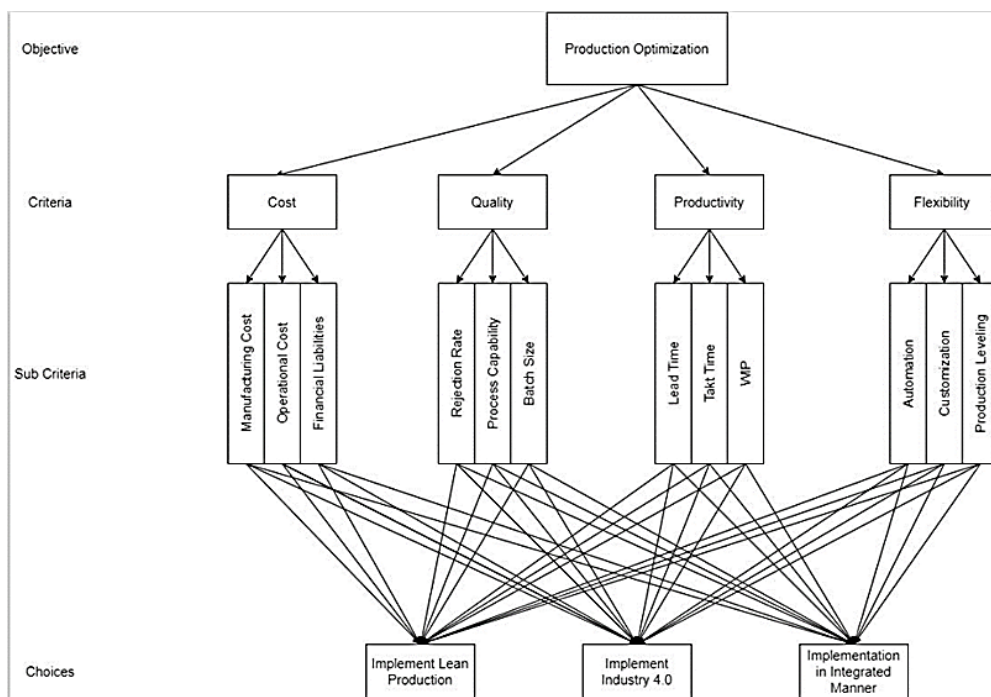 Objective
Production Optimization
Criteria
Cost
Quality
Productivity
Flexibility
Sub Criteria
Manufacturing Cost
Operational Cost
Financial Liabilities
Rejection Rate
Process Capability
Batch Size
Lead Time
Takt Time
WIP
Automation
Customization
Production Leveling
Choices
Implement Lean
Production
Implement
Industry 4.0
Implementation
in Integrated
Manner